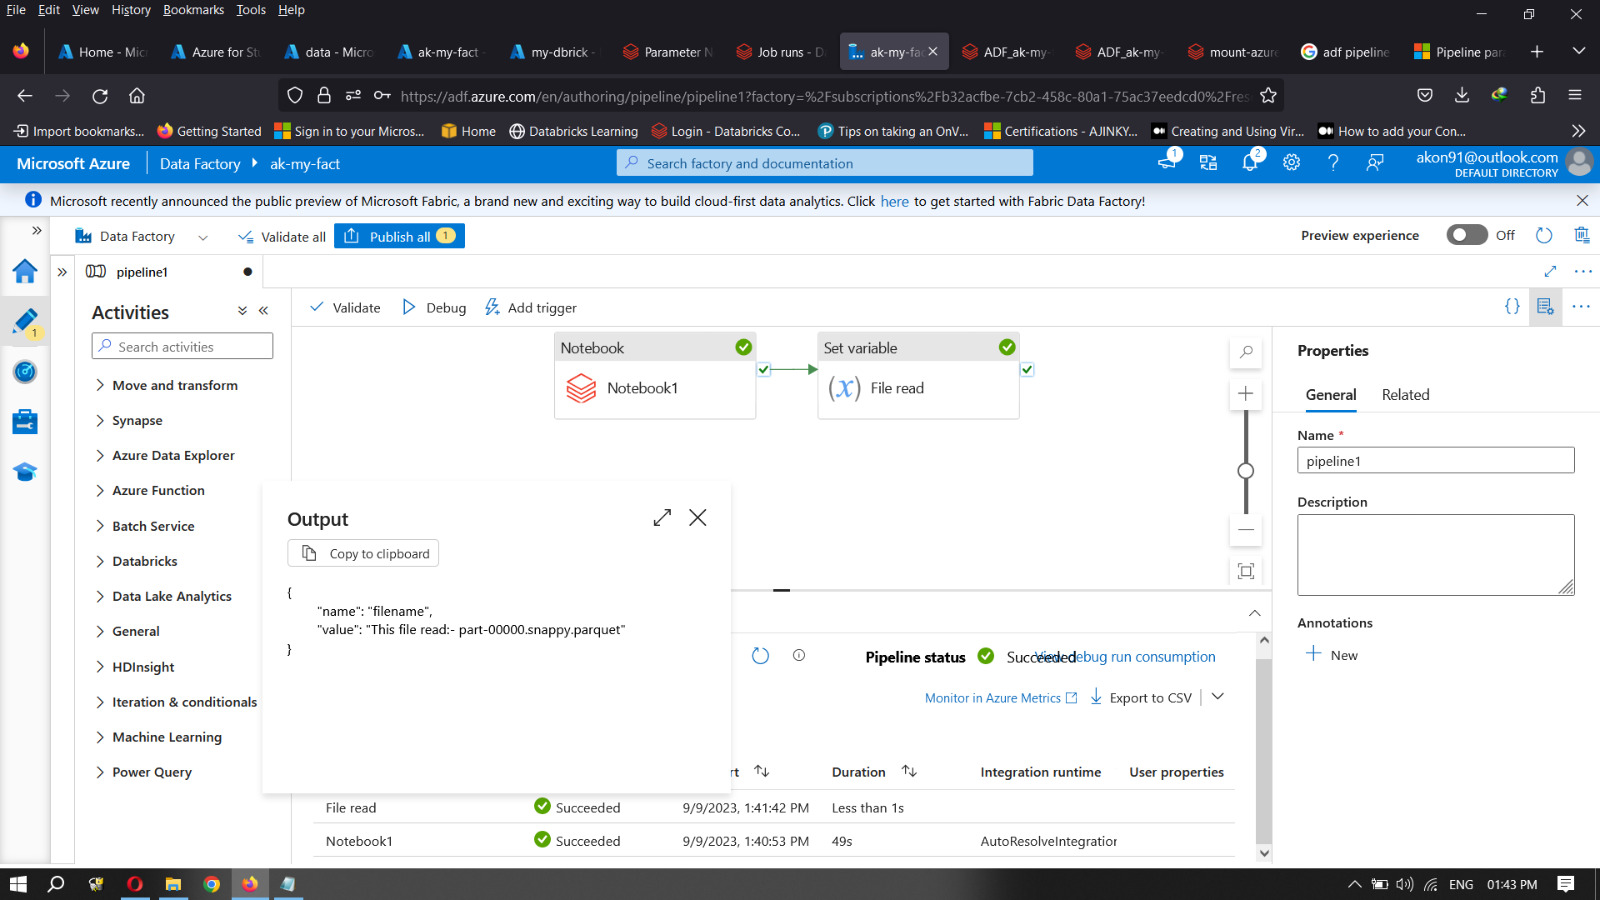 File Edit View History Bookmarks Tools Help
Home - Mic
Azure for St
data - Micro
ak-my-fact -
my-dbrick -
Parameter N
Job runs - D
ak-my-fac
ADF_ak-my-
ADF_ak-my-
mount-azure
adf pipeline
Pipeline par
https://adf.azure.com/en/authoring/pipeline/pipeline1?factory=%2Fsubscriptions%2Fb32acfbe-7cb2-458c-80a1-75ac37eedcd0%2Fres
Import bookmarks...
Getting Started
Sign in to your Micros...
Home
Databricks Learning
Login - Databricks Co...
Tips on taking an OnV...
Certifications - AJINKY...
Creating and Using Vir...
How to add your Con...
Microsoft Azure
Data Factory
ak-my-fact
Search factory and documentation
1
2
akon91@outlook.com
DEFAULT DIRECTORY
Microsoft recently announced the public preview of Microsoft Fabric, a brand new and exciting way to build cloud-first data analytics. Click here to get started with Fabric Data Factory!
Data Factory
Validate all
Publish all 1
Preview experience
Off
pipeline1
1
Activities
Search activities
Move and transform
Synapse
Azure Data Explorer
Azure Function
Batch Service
Databricks
Data Lake Analytics
General
HDInsight
Iteration & conditionals
Machine Learning
Power Query
Validate
Debug
Add trigger
Notebook
Notebook1
Set variable
(x) File read
Output
Copy to clipboard
{
"name": "filename",
"value": "This file read:- part-00000.snappy.parquet"
}
Pipeline status
Succeeded
debug run consumption
Monitor in Azure Metrics
Export to CSV
rt
Duration
Integration runtime
User properties
File read Succeeded 9/9/2023, 1:41:42 PM Less than 1s
Notebook1 Succeeded 9/9/2023, 1:40:53 PM 49s AutoResolveIntegration
Properties
General
Related
Name *
pipeline1
Description
Annotations
New
ENG
01:43 PM